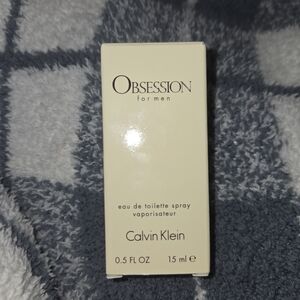 OBSESSION
for men
eau de toilette spray
vaporisateur
Calvin Klein
0.5 FL OZ 15 ml e